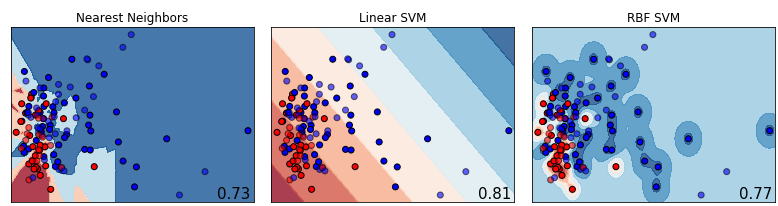 Nearest Neighbors
Linear SVM
RBF SVM
0.73
0.81
0.77